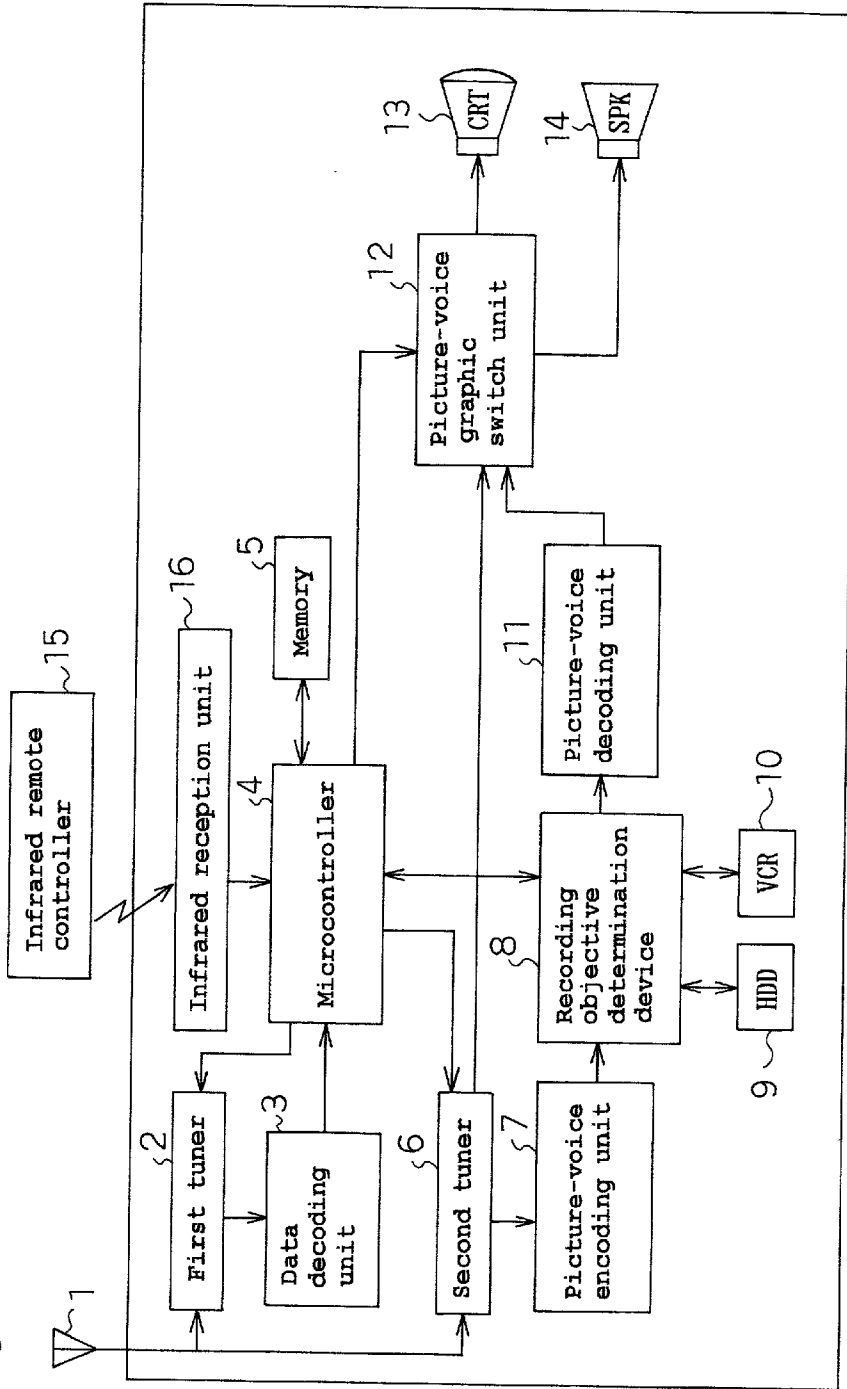 Infrared remote
controller
15
Infrared reception unit
16
1
First tuner
2
Data
decoding
unit
3
Microcontroller
4
Memory
5
Second tuner
6
Picture-voice
encoding unit
7
Recording
objective
determination
device
8
HDD
9
VCR
10
Picture-voice
decoding unit
11
Picture-voice
graphic
switch unit
12
CRT
13
SPK
14